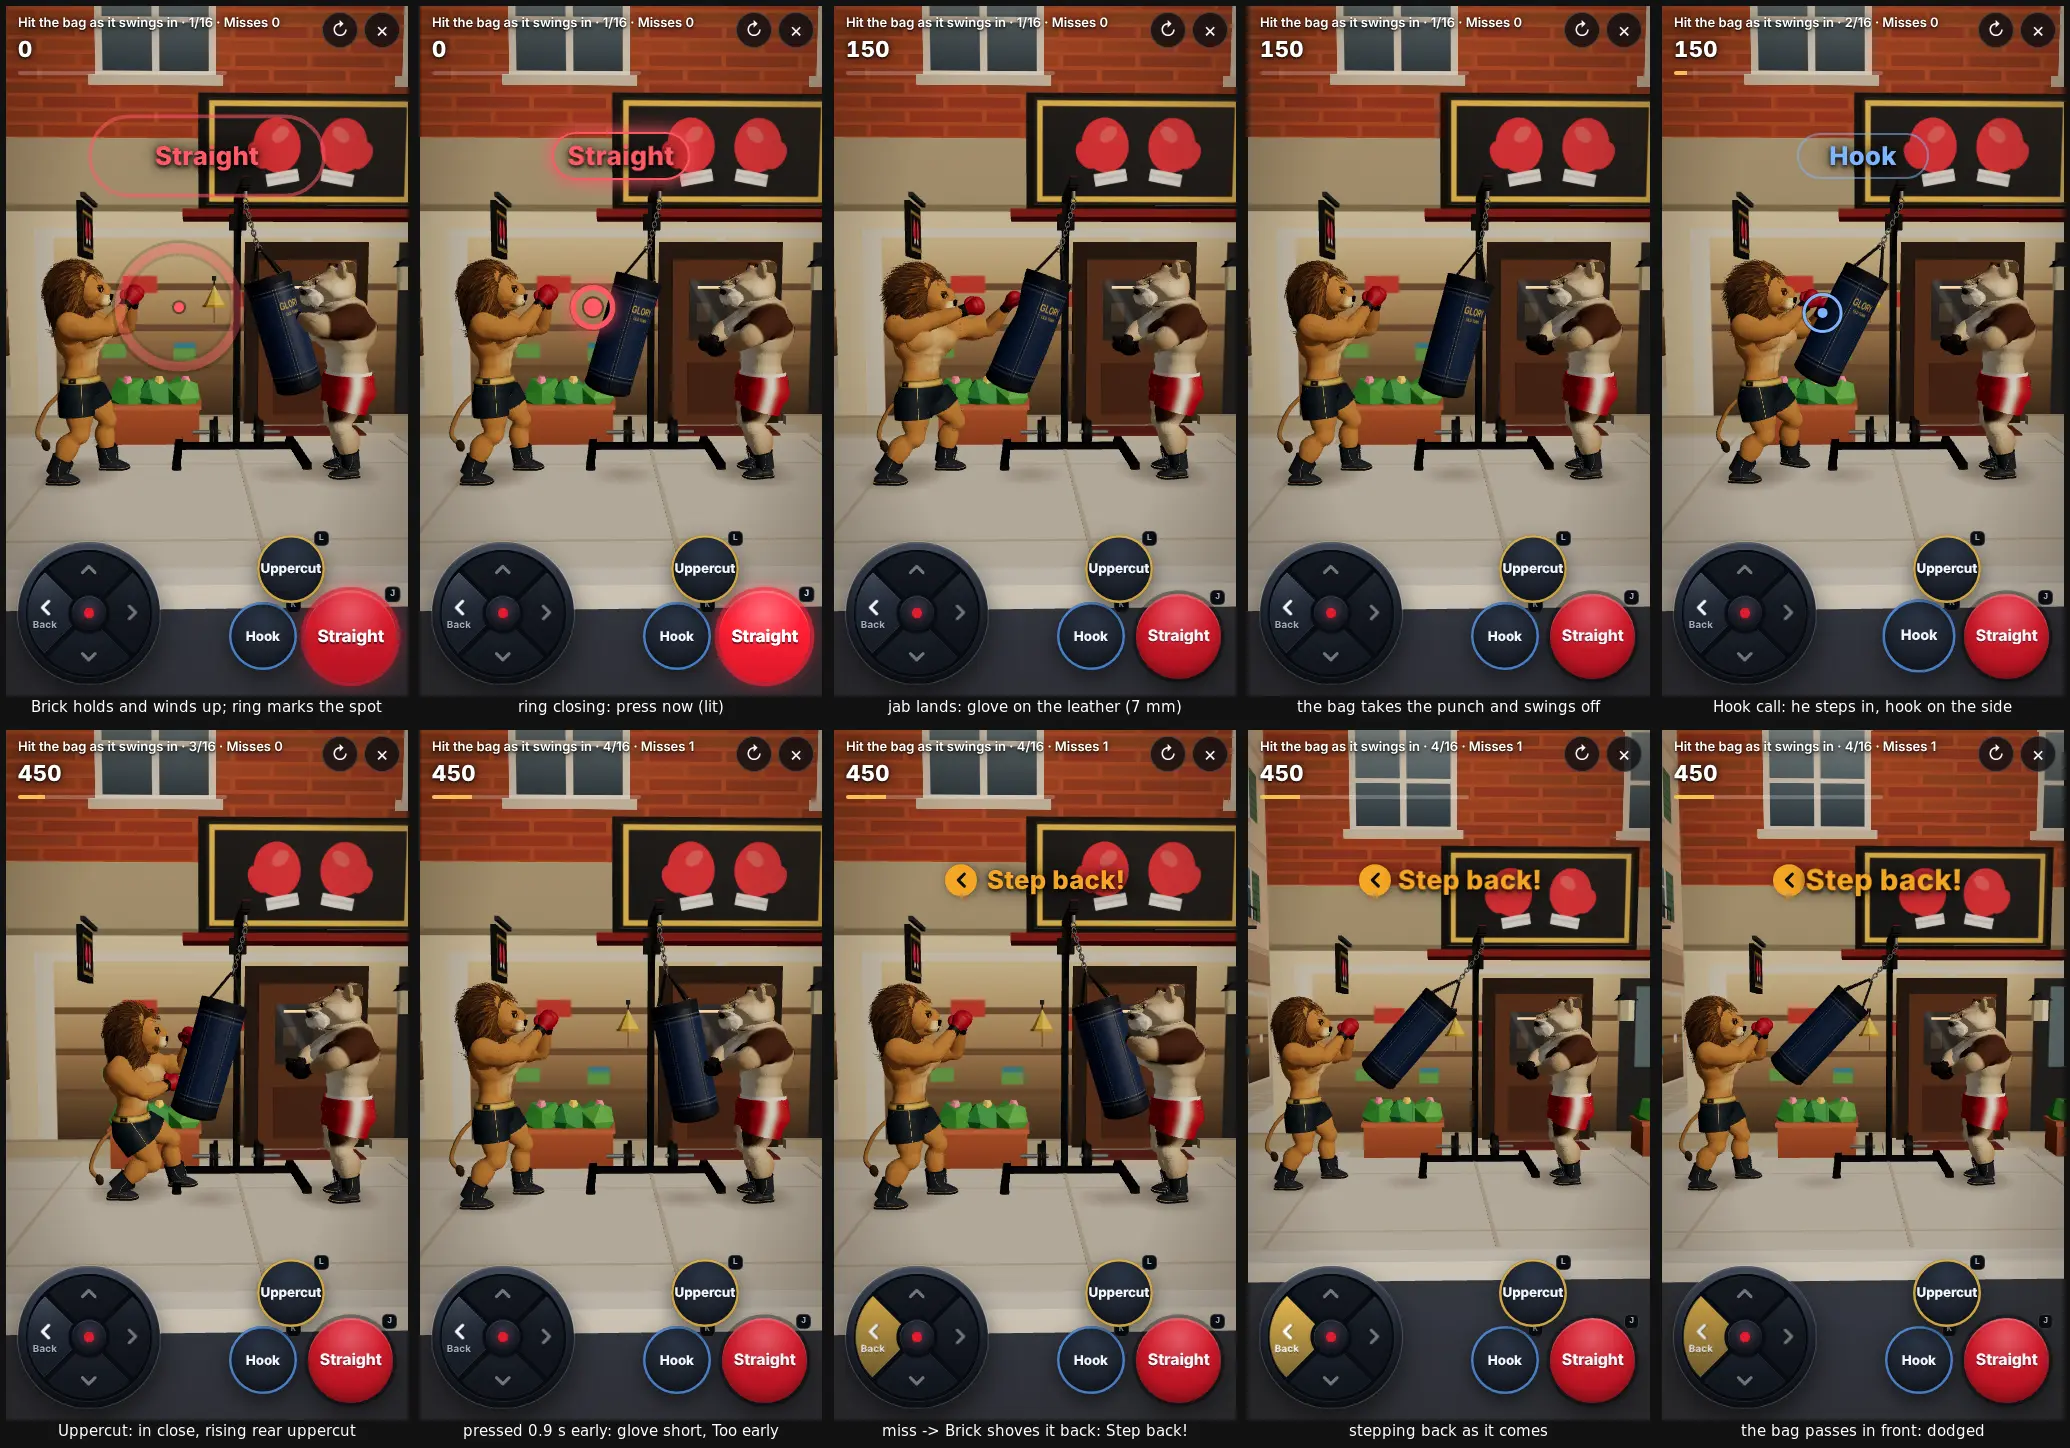 Hit the bag as it swings in · 1/16 · Misses 0
0
Straight
GLORY
L
Uppercut
J
K
Back
Hook
Straight
Brick holds and winds up; ring marks the spot
Hit the bag as it swings in · 1/16 · Misses 0
0
Straight
GLORY
L
Uppercut
J
K
Back
Hook
Straight
ring closing: press now (lit)
Hit the bag as it swings in · 1/16 · Misses 0
150
GLORY
L
Uppercut
J
K
Back
Hook
Straight
jab lands: glove on the leather (7 mm)
Hit the bag as it swings in · 1/16 · Misses 0
150
GLORY
L
Uppercut
J
K
Back
Hook
Straight
the bag takes the punch and swings off
Hit the bag as it swings in · 2/16 · Misses 0
150
Hook
GLORY
L
Uppercut
J
K
Back
Hook
Straight
Hook call: he steps in, hook on the side
Hit the bag as it swings in · 3/16 · Misses 0
450
L
Uppercut
J
K
Back
Hook
Straight
Uppercut: in close, rising rear uppercut
Hit the bag as it swings in · 4/16 · Misses 1
450
L
Uppercut
J
K
Back
Hook
Straight
pressed 0.9 s early: glove short, Too early
Hit the bag as it swings in · 4/16 · Misses 1
450
Step back!
L
Uppercut
J
K
Back
Hook
Straight
miss -> Brick shoves it back: Step back!
Hit the bag as it swings in · 4/16 · Misses 1
450
Step back!
L
Uppercut
J
K
Back
Hook
Straight
stepping back as it comes
Hit the bag as it swings in · 4/16 · Misses 1
450
Step back!
L
Uppercut
J
K
Back
Hook
Straight
the bag passes in front: dodged